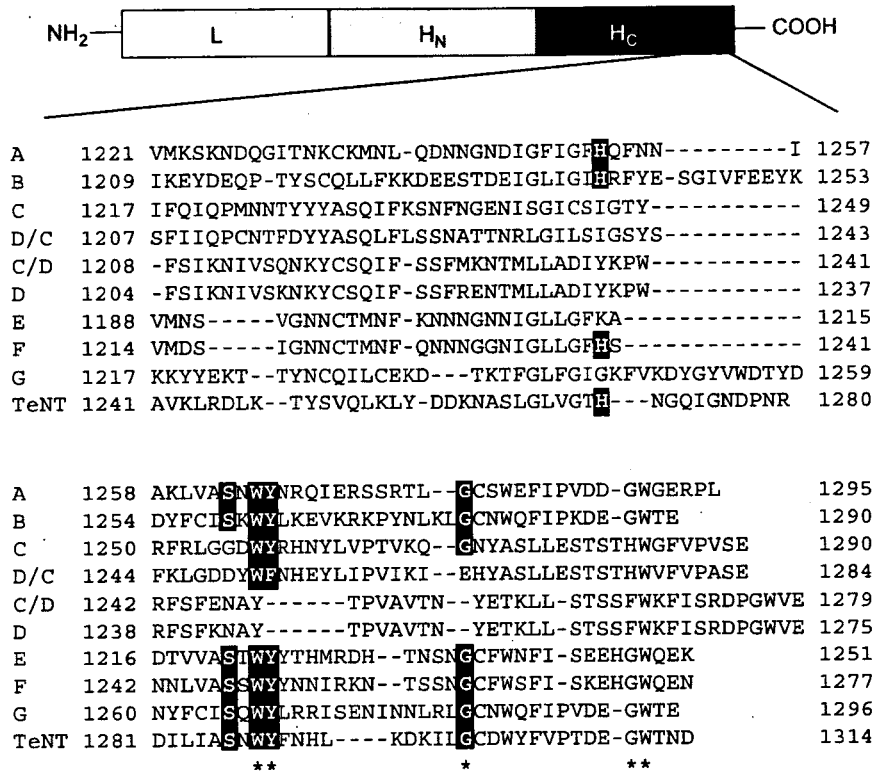 NH2 L HN HC COOH
A 1221 VMKSKNDQGITNKCKMNL-QDNNGNDIGFIGFHQFNN---------I 1257
B 1209 IKEYDEQP-TYSCQLLFKKDEESTDEIGLIGIHRFYE-SGIVFEEYK 1253
C 1217 IFQIQPMNNTYYYASQIFKSNFNGENISGICSIGTY----------- 1249
D/C 1207 SFIIQPCNTFDYYASQLFLSSNATTNRLGILSIGSYS---------- 1243
C/D 1208 -FSIKNIVSQNKYCSQIF-SSFMKNTMLLADIYKPW----------- 1241
D 1204 -FSIKNIVSKNKYCSQIF-SSFRENTMLLADIYKPW----------- 1237
E 1188 VMNS-----VGNNCTMNF-KNNNGNNIGLLGFKA------------- 1215
F 1214 VMDS-----IGNNCTMNF-QNNNGGNIGLLGFHS------------- 1241
G 1217 KKYYEKT--TYNCQILCEKD---TKTFGLFGIGKFVKDYGYVWDTYD 1259
TeNT 1241 AVKLRDLK-TYSVQLKLY-DDKNASLGLVGTH---NGQIGNDPNR 1280
A 1258 AKLVASNWYNRQIERSSRTL--GCSWEFIPVDD-GWGERPL 1295
B 1254 DYFCISKWYLKEVKRKPYNLKLGCNWQFIPKDE-GWTE 1290
C 1250 RFRLGGDWYRHNYLVPTVKQ--GNYASLLESTSTHWGFVPVSE 1290
D/C 1244 FKLGDDYWFNHEYLIPVIKI--EHYASLLESTSTHWVFVPASE 1284
C/D 1242 RFSFENAY------TPVAVTN--YETKLL-STSSFWKFISRDPGWVE 1279
D 1238 RFSFKNAY------TPVAVTN--YETKLL-STSSFWKFISRDPGWVE 1275
E 1216 DTVVASTWYYTHMRDH--TNSNGCFWNFI-SEEHGWQEK 1251
F 1242 NNLVASSWYYNNIRKN--TSSNGCFWSFI-SKEHGWQEN 1277
G 1260 NYFCISQWYLRRISENINNLRLGCNWQFIPVDE-GWTE 1296
TeNT 1281 DILIASNWYFNHL----KDKILGCDWYFVPTDE-GWTND 1314
** * **